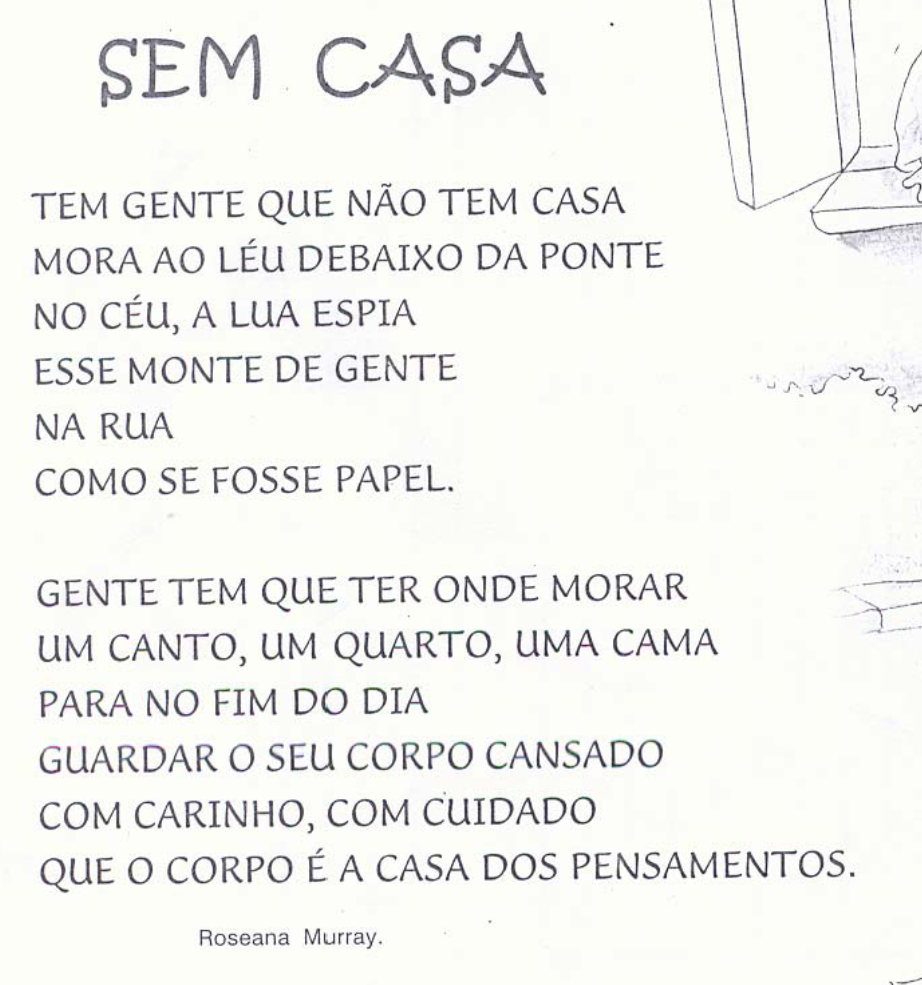 SEM CASA
TEM GENTE QUE NÃO TEM CASA
MORA AO LÉU DEBAIXO DA PONTE
NO CÉU, A LUA ESPIA
ESSE MONTE DE GENTE
NA RUA
COMO SE FOSSE PAPEL.
GENTE TEM QUE TER ONDE MORAR
UM CANTO, UM QUARTO, UMA CAMA
PARA NO FIM DO DIA
GUARDAR O SEU CORPO CANSADO
COM CARINHO, COM CUIDADO
QUE O CORPO É A CASA DOS PENSAMENTOS.
Roseana Murray.